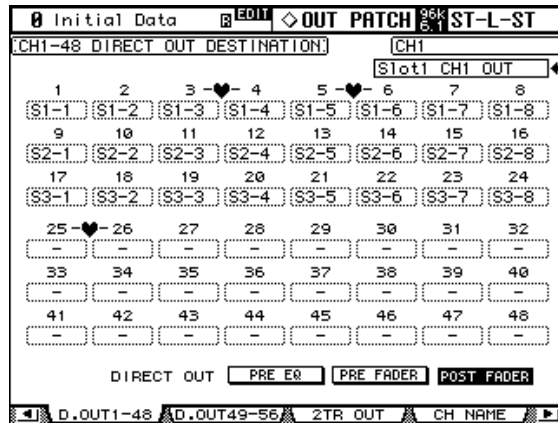 0 Initial Data R EDIT ◇OUT PATCH 96k 6.1 ST-L-ST
CH1-48 DIRECT OUT DESTINATION CH1
Slot1 CH1 OUT
1 2 3 -♥- 4 5 -♥- 6 7 8
S1-1 S1-2 S1-3 S1-4 S1-5 S1-6 S1-7 S1-8
9 10 11 12 13 14 15 16
S2-1 S2-2 S2-3 S2-4 S2-5 S2-6 S2-7 S2-8
17 18 19 20 21 22 23 24
S3-1 S3-2 S3-3 S3-4 S3-5 S3-6 S3-7 S3-8
25 -♥- 26 27 28 29 30 31 32
- - - - - - - -
33 34 35 36 37 38 39 40
- - - - - - - -
41 42 43 44 45 46 47 48
- - - - - - - -
DIRECT OUT PRE EQ PRE FADER POST FADER
D.OUT1-48 D.OUT49-56 2TR OUT CH NAME